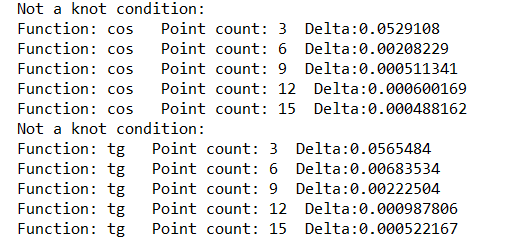 Not a knot condition:
Function: cos   Point count: 3  Delta:0.0529108
Function: cos   Point count: 6  Delta:0.00208229
Function: cos   Point count: 9  Delta:0.000511341
Function: cos   Point count: 12  Delta:0.000600169
Function: cos   Point count: 15  Delta:0.000488162
Not a knot condition:
Function: tg   Point count: 3  Delta:0.0565484
Function: tg   Point count: 6  Delta:0.00683534
Function: tg   Point count: 9  Delta:0.00222504
Function: tg   Point count: 12  Delta:0.000987806
Function: tg   Point count: 15  Delta:0.000522167